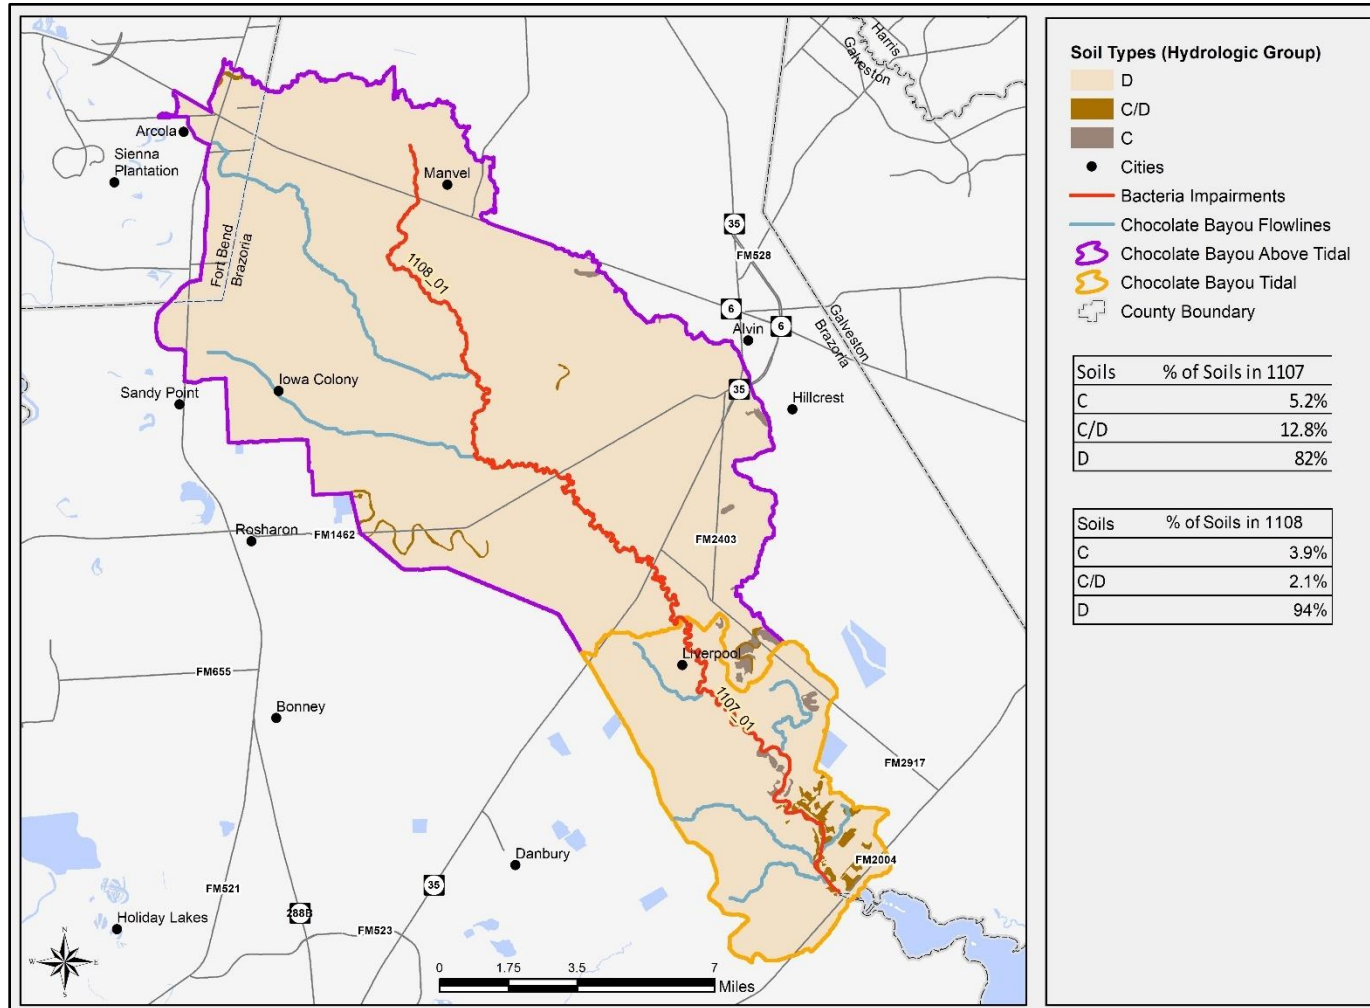 Harris
Galveston
Arcola
Sienna
Plantation
Manvel
35
FM528
Fort Bend
Brazoria
1108_01
6
Alvin
6
Galveston
Brazoria
Iowa Colony
Sandy Point
35
Hillcrest
Rosharon
FM1462
FM2403
Liverpool
FM655
1107_01
Bonney
FM2917
Danbury
FM2004
35
FM521
288B
Holiday Lakes
FM523
N
W
E
S
0 1.75 3.5 7
Miles
Soil Types (Hydrologic Group)
D
C/D
C
Cities
Bacteria Impairments
Chocolate Bayou Flowlines
Chocolate Bayou Above Tidal
Chocolate Bayou Tidal
County Boundary
Soils % of Soils in 1107
C 5.2%
C/D 12.8%
D 82%
Soils % of Soils in 1108
C 3.9%
C/D 2.1%
D 94%